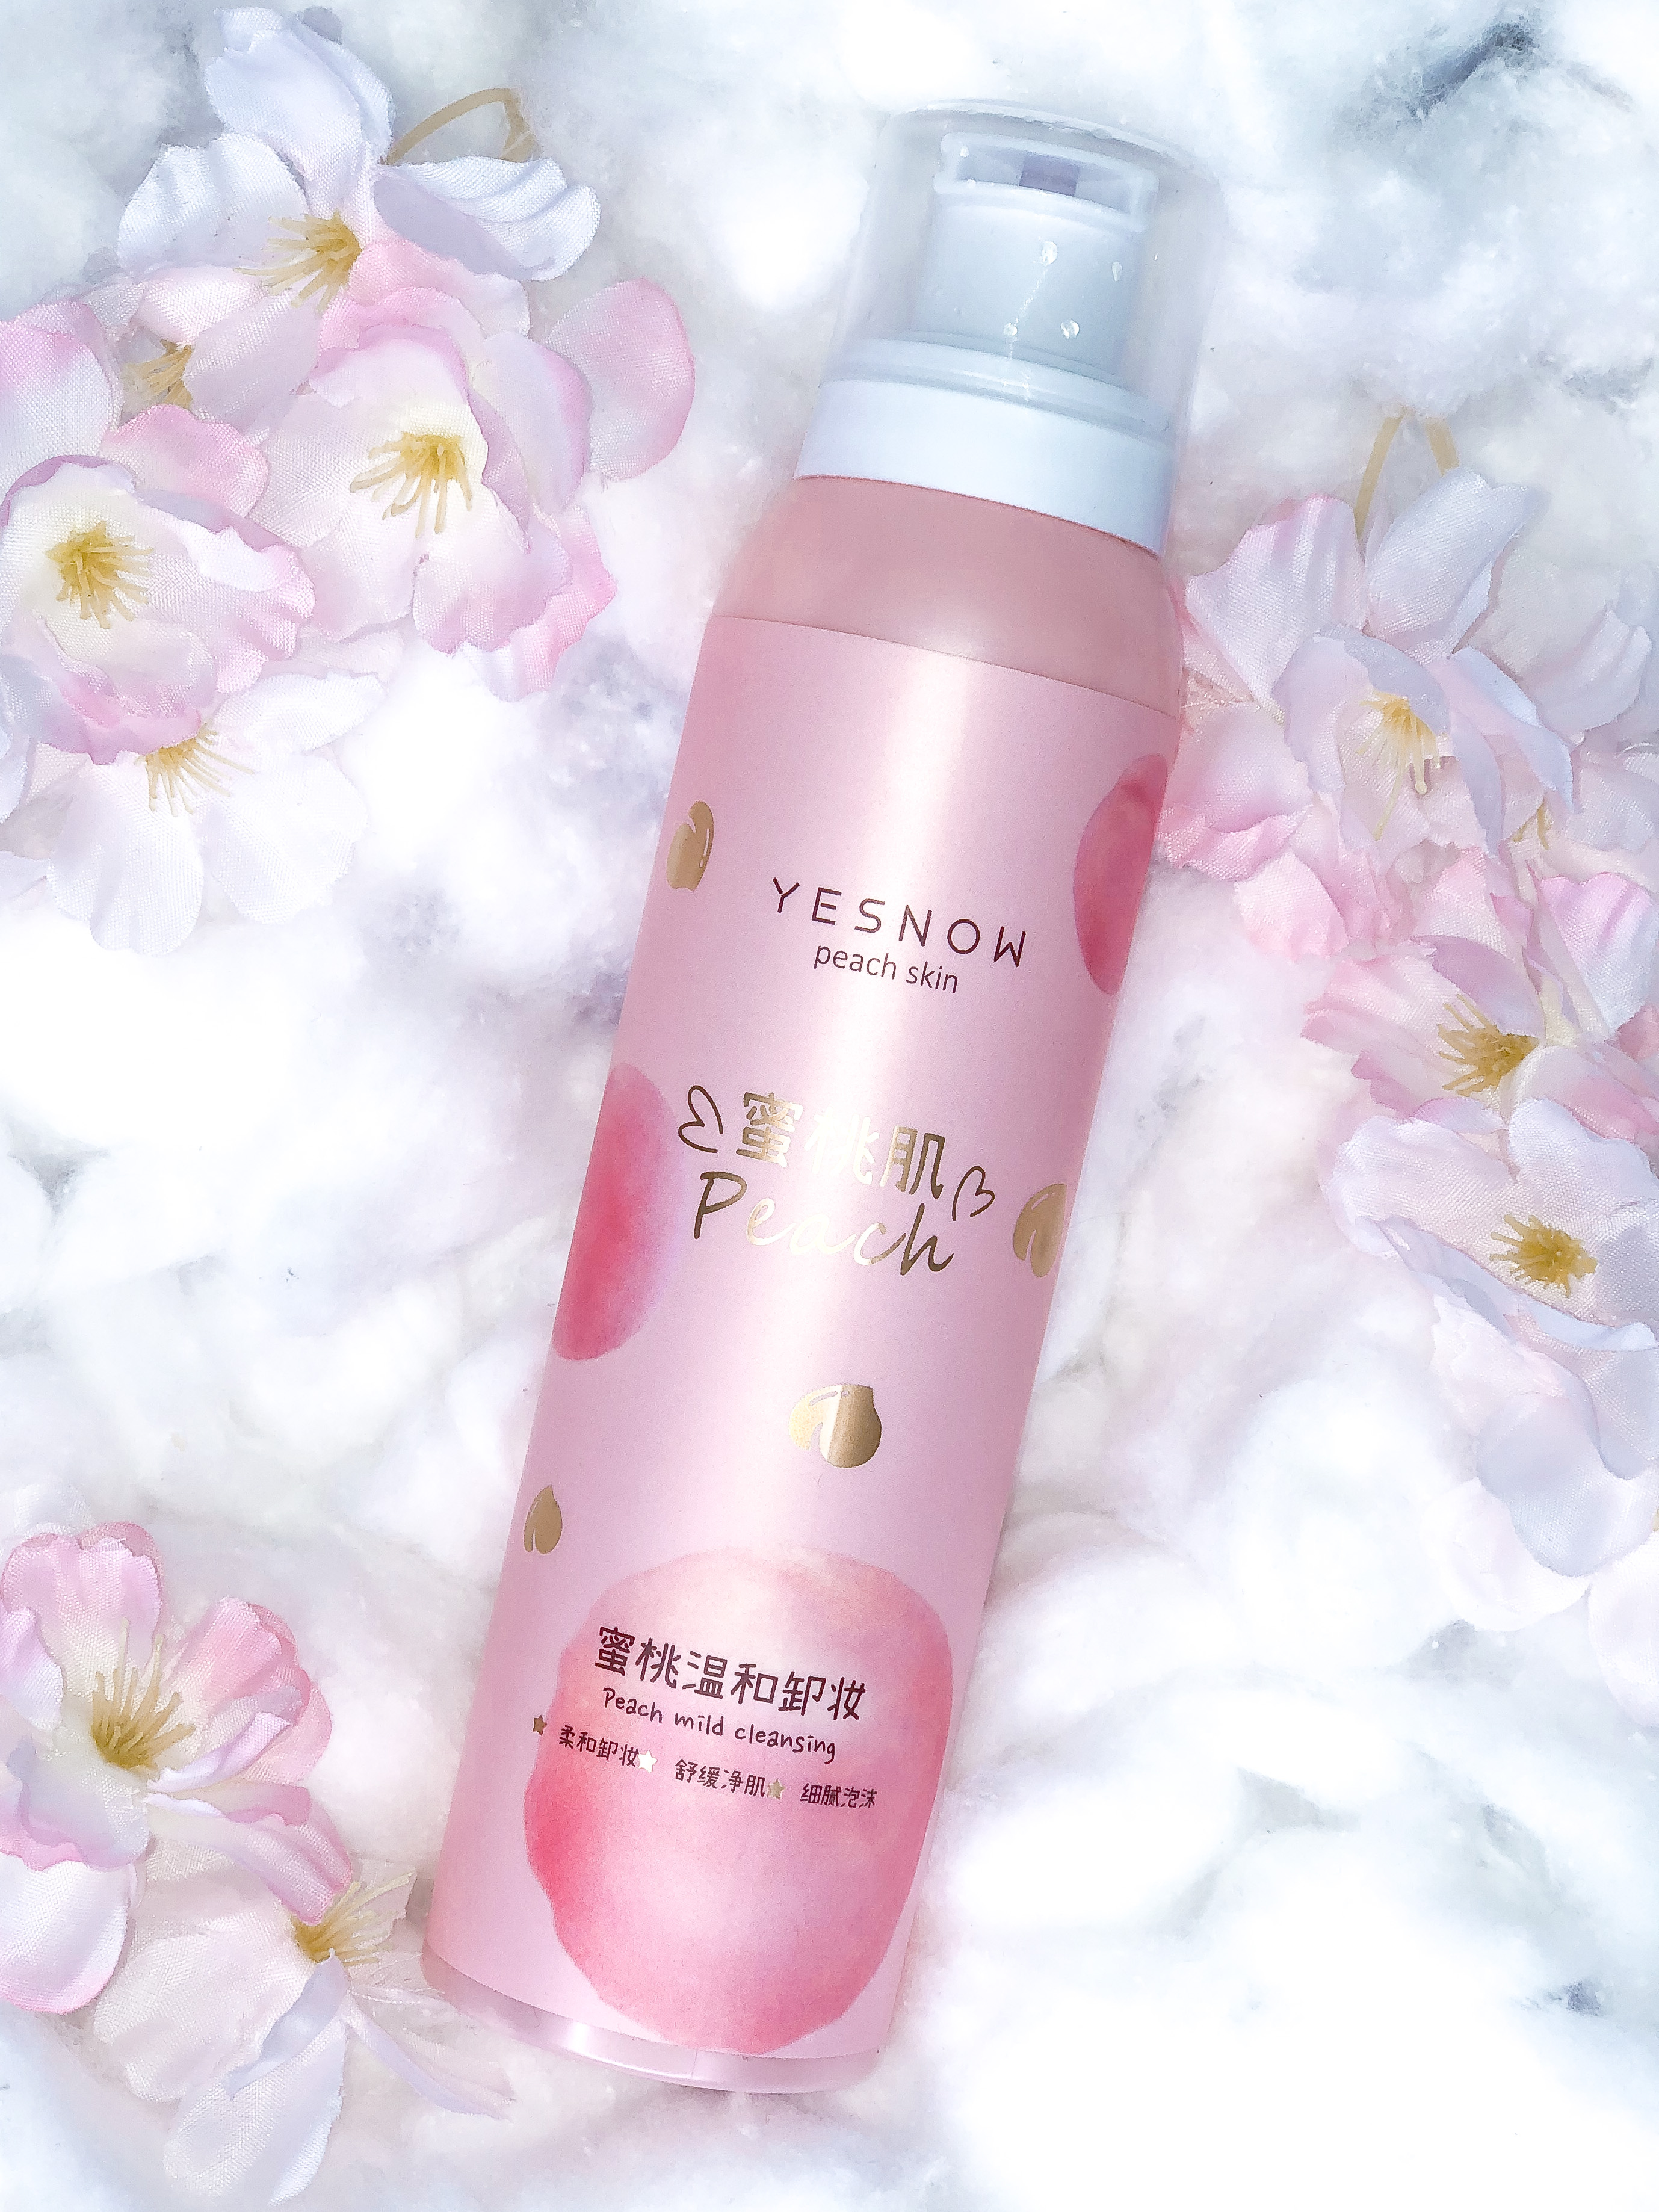 YESNOW
peach skin
蜜桃肌
Peach
蜜桃温和卸妆
Peach mild cleansing
柔和卸妆 舒缓净肌 细腻泡沫